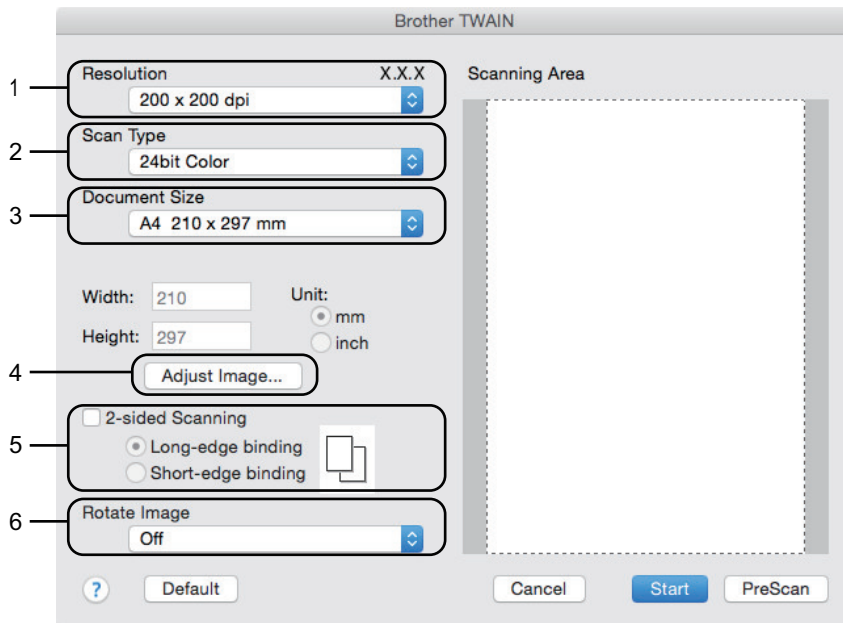 Brother TWAIN
1
Resolution X.X.X
200 x 200 dpi
2
Scan Type
24bit Color
3
Document Size
A4 210 x 297 mm
Width: 210
Height: 297
Unit:
mm
inch
4
Adjust Image...
5
2-sided Scanning
Long-edge binding
Short-edge binding
6
Rotate Image
Off
?
Default
Scanning Area
Cancel
Start
PreScan